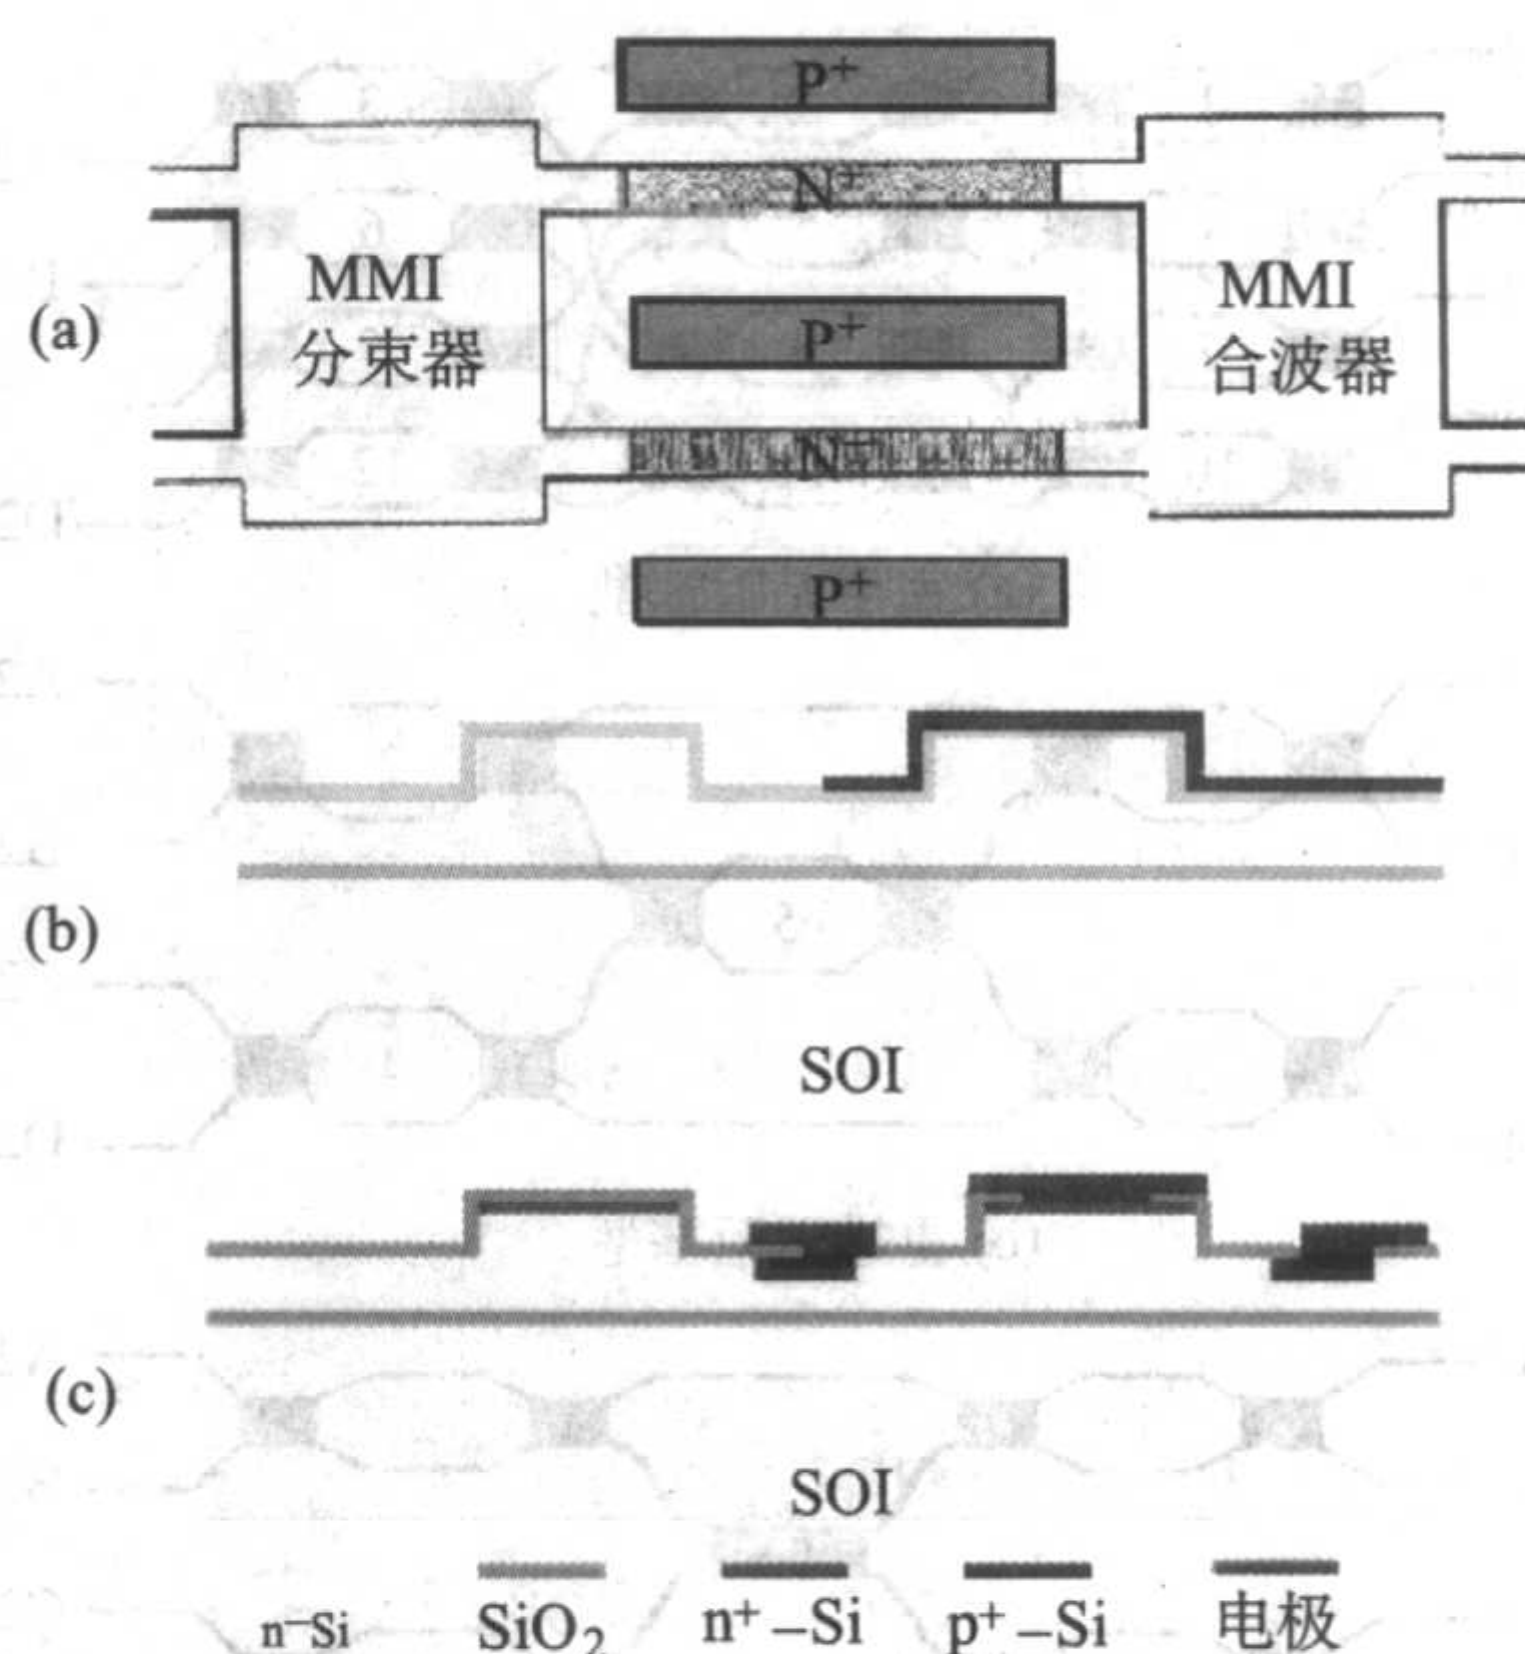 P⁺
N⁺
MMI
分束器
MMI
合波器
(a)
P⁺
N⁺
P⁺
(b)
SOI
(c)
SOI
n⁻Si
SiO₂
n⁺–Si
p⁺–Si
电极